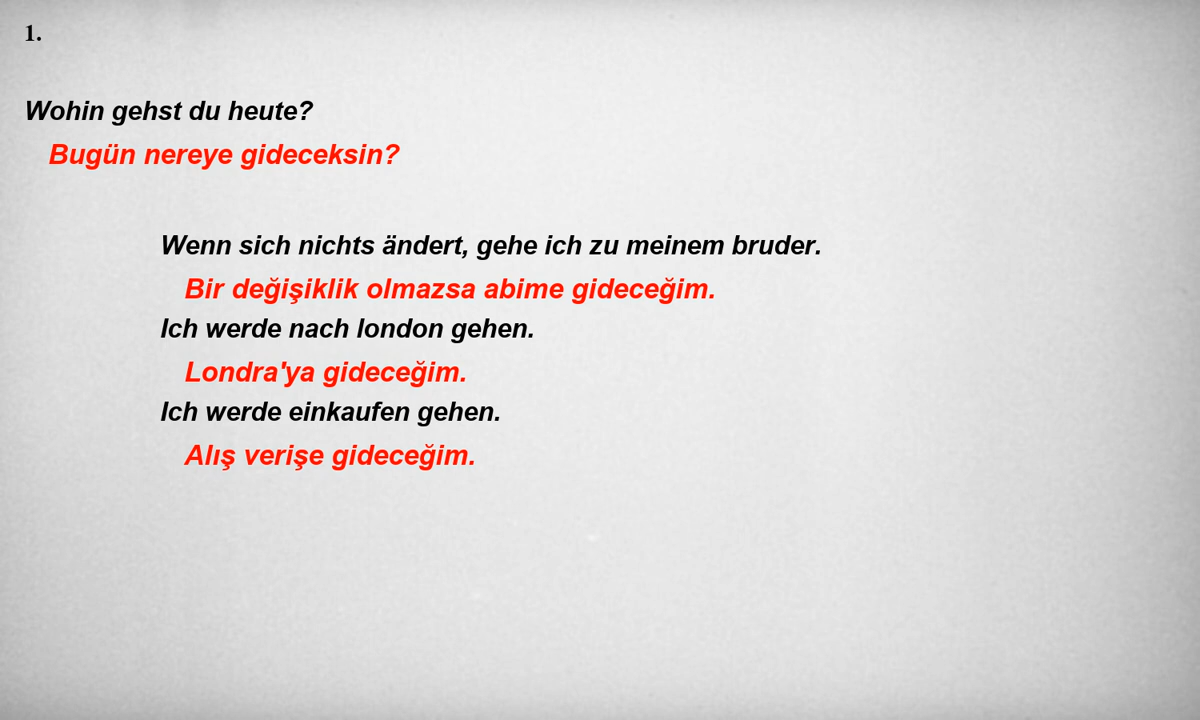 1.
Wohin gehst du heute?
Bugün nereye gideceksin?
Wenn sich nichts ändert, gehe ich zu meinem bruder.
Bir değişiklik olmazsa abime gideceğim.
Ich werde nach london gehen.
Londra'ya gideceğim.
Ich werde einkaufen gehen.
Alış verişe gideceğim.